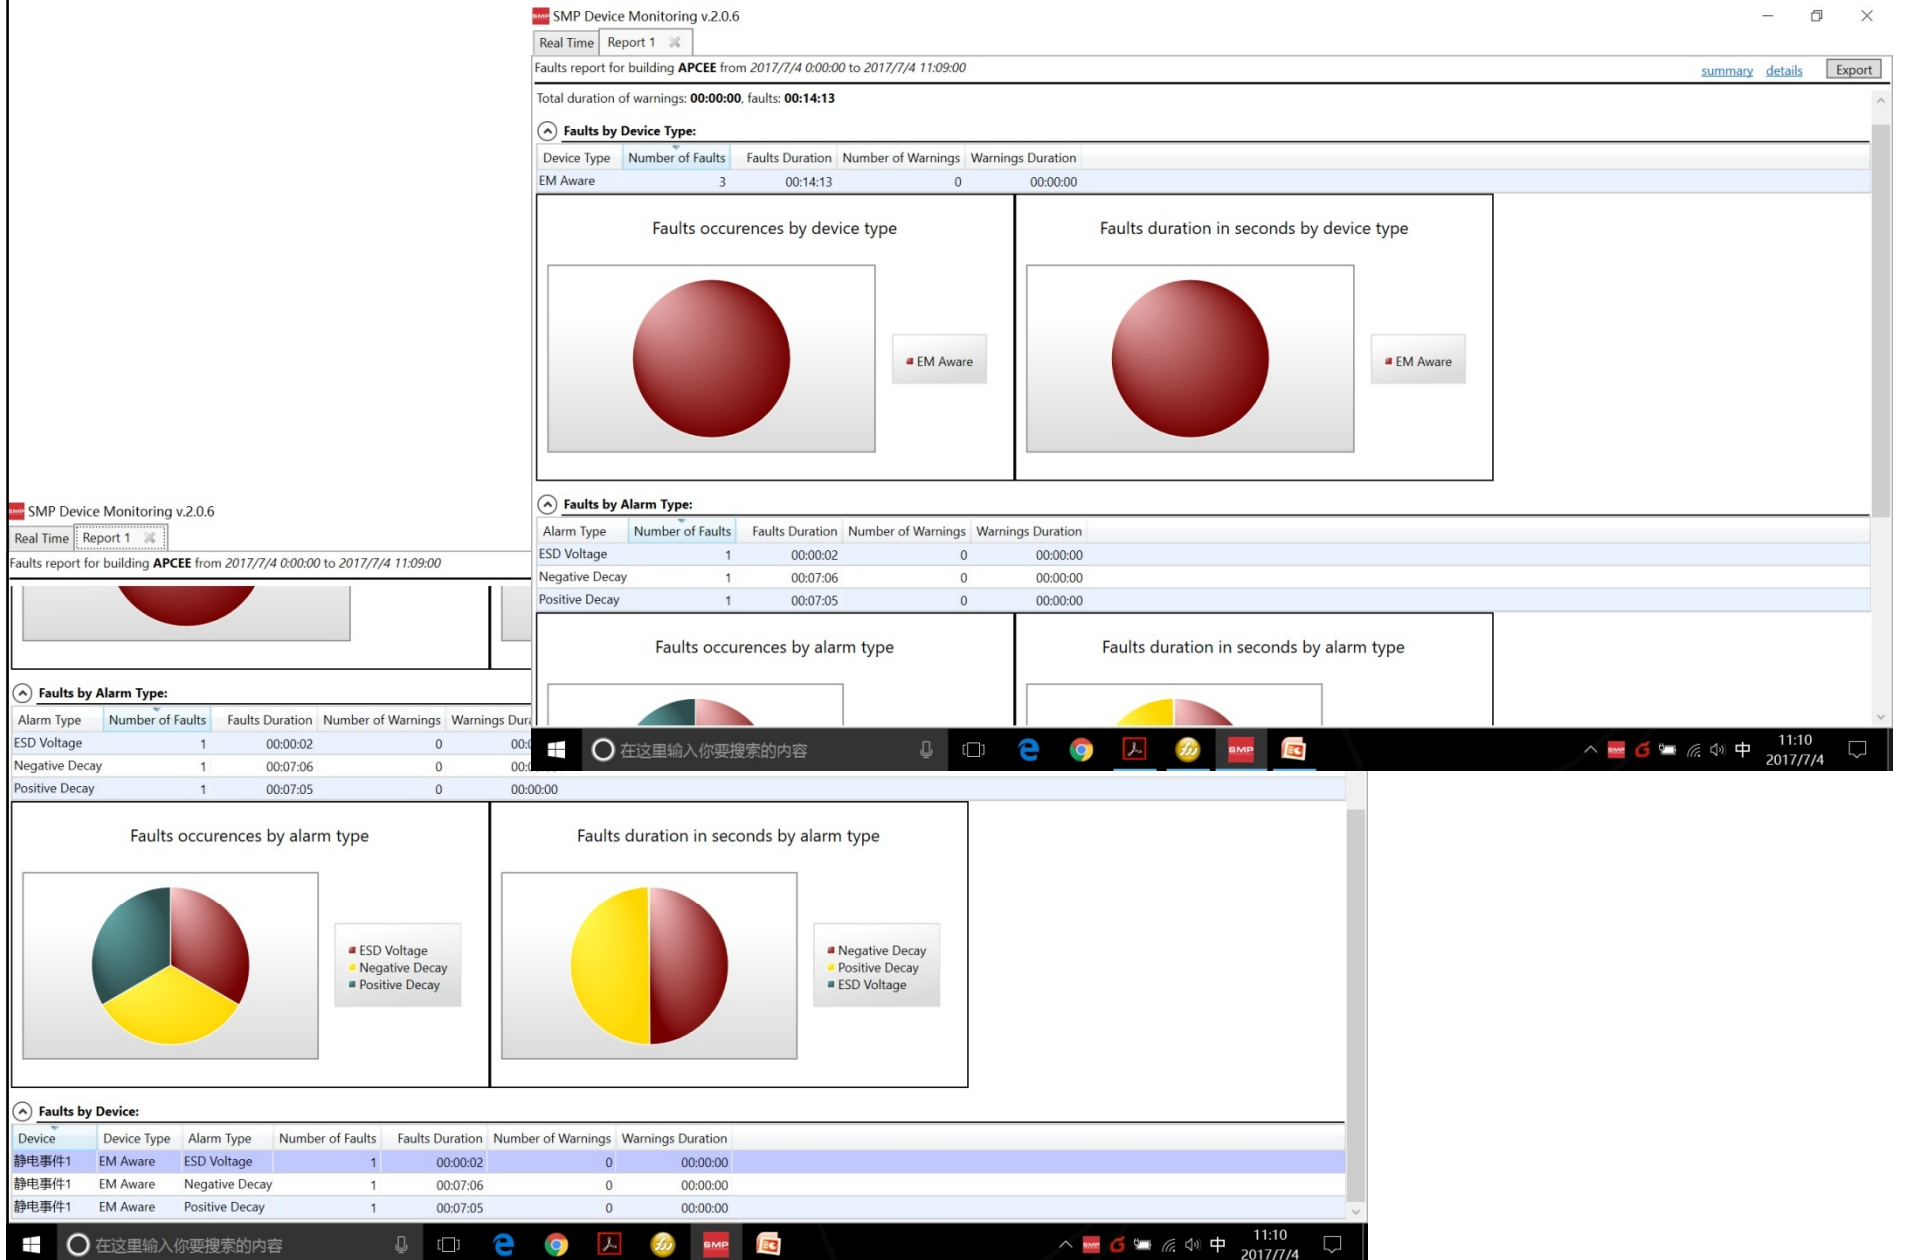 SMP SMP Device Monitoring v.2.0.6
Real Time Report 1
Faults report for building APCEE from 2017/7/4 0:00:00 to 2017/7/4 11:09:00 summary details Export
Total duration of warnings: 00:00:00, faults: 00:14:13
Faults by Device Type:
Device Type Number of Faults Faults Duration Number of Warnings Warnings Duration
EM Aware 3 00:14:13 0 00:00:00
Faults occurences by device type Faults duration in seconds by device type
EM Aware EM Aware
Faults by Alarm Type:
Alarm Type Number of Faults Faults Duration Number of Warnings Warnings Duration
ESD Voltage 1 00:00:02 0 00:00:00
Negative Decay 1 00:07:06 0 00:00:00
Positive Decay 1 00:07:05 0 00:00:00
Faults occurences by alarm type Faults duration in seconds by alarm type
在这里输入你要搜索的内容 SMP 中 11:10
2017/7/4
SMP SMP Device Monitoring v.2.0.6
Real Time Report 1
Faults report for building APCEE from 2017/7/4 0:00:00 to 2017/7/4 11:09:00
Faults by Alarm Type:
Alarm Type Number of Faults Faults Duration Number of Warnings Warnings Dura
ESD Voltage 1 00:00:02 0 00:0
Negative Decay 1 00:07:06 0 00:0
Positive Decay 1 00:07:05 0 00:00:00
Faults occurences by alarm type Faults duration in seconds by alarm type
ESD Voltage
Negative Decay
Positive Decay
Negative Decay
Positive Decay
ESD Voltage
Faults by Device:
Device Device Type Alarm Type Number of Faults Faults Duration Number of Warnings Warnings Duration
静电事件1 EM Aware ESD Voltage 1 00:00:02 0 00:00:00
静电事件1 EM Aware Negative Decay 1 00:07:06 0 00:00:00
静电事件1 EM Aware Positive Decay 1 00:07:05 0 00:00:00
在这里输入你要搜索的内容 SMP 中 11:10
2017/7/4